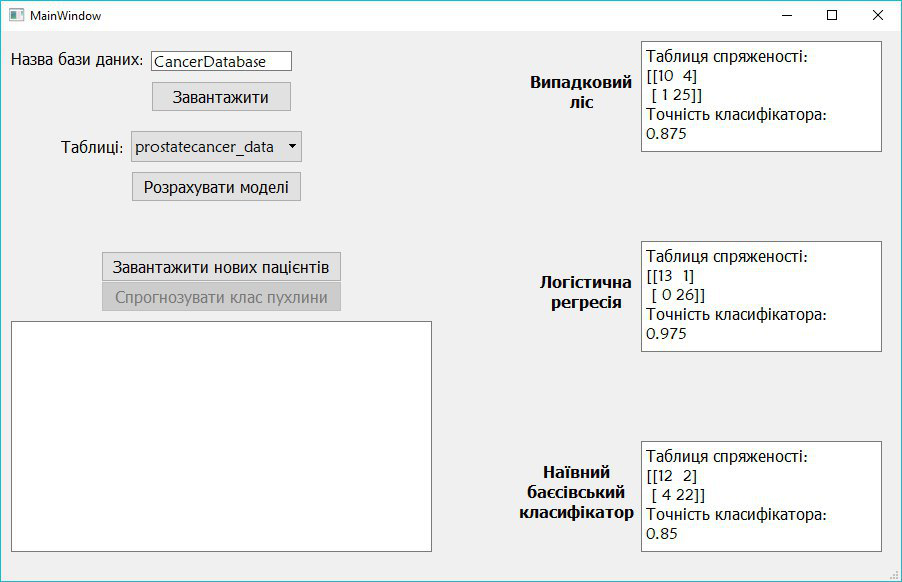 MainWindow
Назва бази даних: CancerDatabase
Завантажити
Таблиці: prostatecancer_data
Розрахувати моделі
Завантажити нових пацієнтів
Спрогнозувати клас пухлини
Випадковий
ліс
Таблиця спряженості:
[[10  4]
 [ 1 25]]
Точність класифікатора:
0.875
Логістична
регресія
Таблиця спряженості:
[[13  1]
 [ 0 26]]
Точність класифікатора:
0.975
Наївний
баєсівський
класифікатор
Таблиця спряженості:
[[12  2]
 [ 4 22]]
Точність класифікатора:
0.85